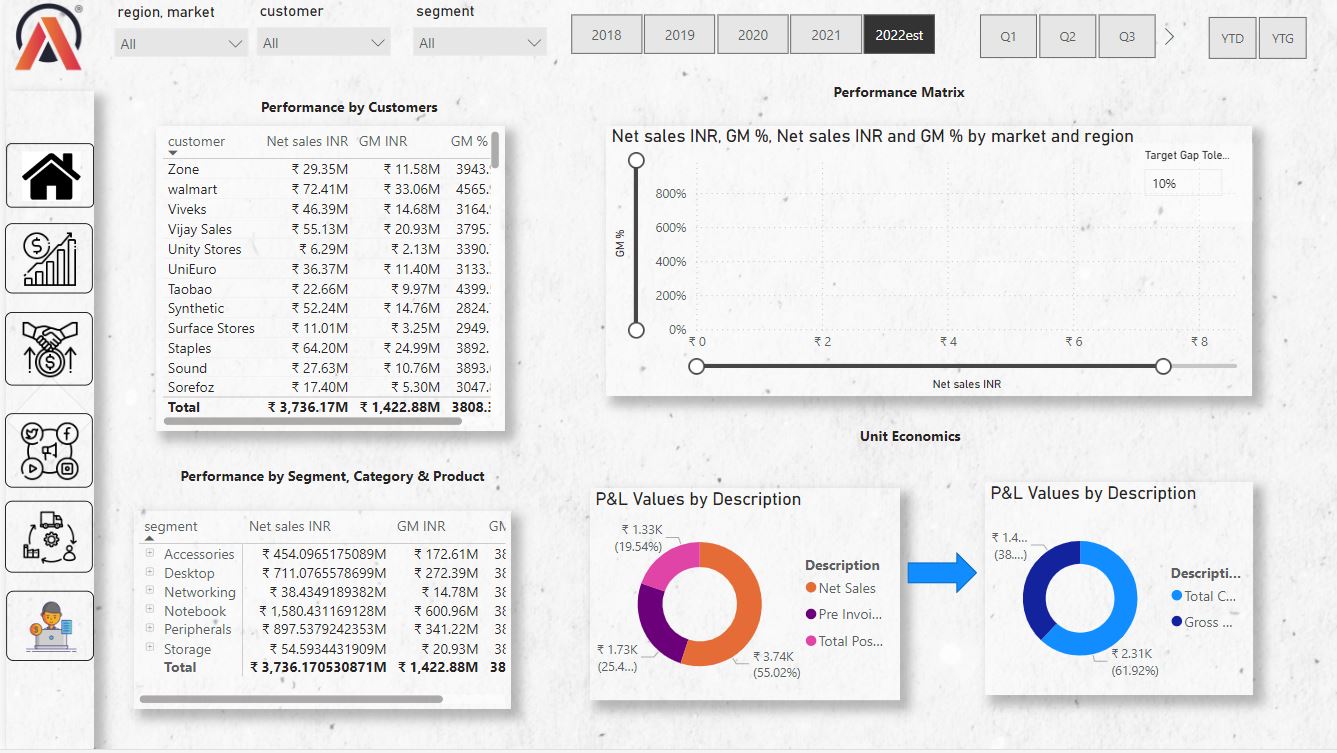 region, market customer segment
All All All
2018 2019 2020 2021 2022est
Q1 Q2 Q3
YTD YTG
Performance by Customers
customer Net sales INR GM INR GM %
Zone ₹ 29.35M ₹ 11.58M 3943.
walmart ₹ 72.41M ₹ 33.06M 4565.
Viveks ₹ 46.39M ₹ 14.68M 3164.
Vijay Sales ₹ 55.13M ₹ 20.93M 3795.
Unity Stores ₹ 6.29M ₹ 2.13M 3390.
UniEuro ₹ 36.37M ₹ 11.40M 3133.
Taobao ₹ 22.66M ₹ 9.97M 4399.
Synthetic ₹ 52.24M ₹ 14.76M 2824.
Surface Stores ₹ 11.01M ₹ 3.25M 2949.
Staples ₹ 64.20M ₹ 24.99M 3892.
Sound ₹ 27.63M ₹ 10.76M 3893.
Sorefoz ₹ 17.40M ₹ 5.30M 3047.
Total ₹ 3,736.17M ₹ 1,422.88M 3808.
Performance Matrix
Net sales INR, GM %, Net sales INR and GM % by market and region
Target Gap Tole...
10%
GM %
800%
600%
400%
200%
0%
₹ 0 ₹ 2 ₹ 4 ₹ 6 ₹ 8
Net sales INR
Performance by Segment, Category & Product
segment Net sales INR GM INR GM
Accessories ₹ 454.0965175089M ₹ 172.61M 38
Desktop ₹ 711.0765578699M ₹ 272.39M 38
Networking ₹ 38.4349189382M ₹ 14.78M 38
Notebook ₹ 1,580.431169128M ₹ 600.96M 38
Peripherals ₹ 897.5379242353M ₹ 341.22M 38
Storage ₹ 54.5934431909M ₹ 20.93M 38
Total ₹ 3,736.170530871M ₹ 1,422.88M 38
Unit Economics
P&L Values by Description
₹ 1.33K
(19.54%)
₹ 1.73K
(25.4...)
₹ 3.74K
(55.02%)
Description
Net Sales
Pre Invoi...
Total Pos...
P&L Values by Description
₹ 1.4...
(38....)
₹ 2.31K
(61.92%)
Descripti...
Total C...
Gross ...